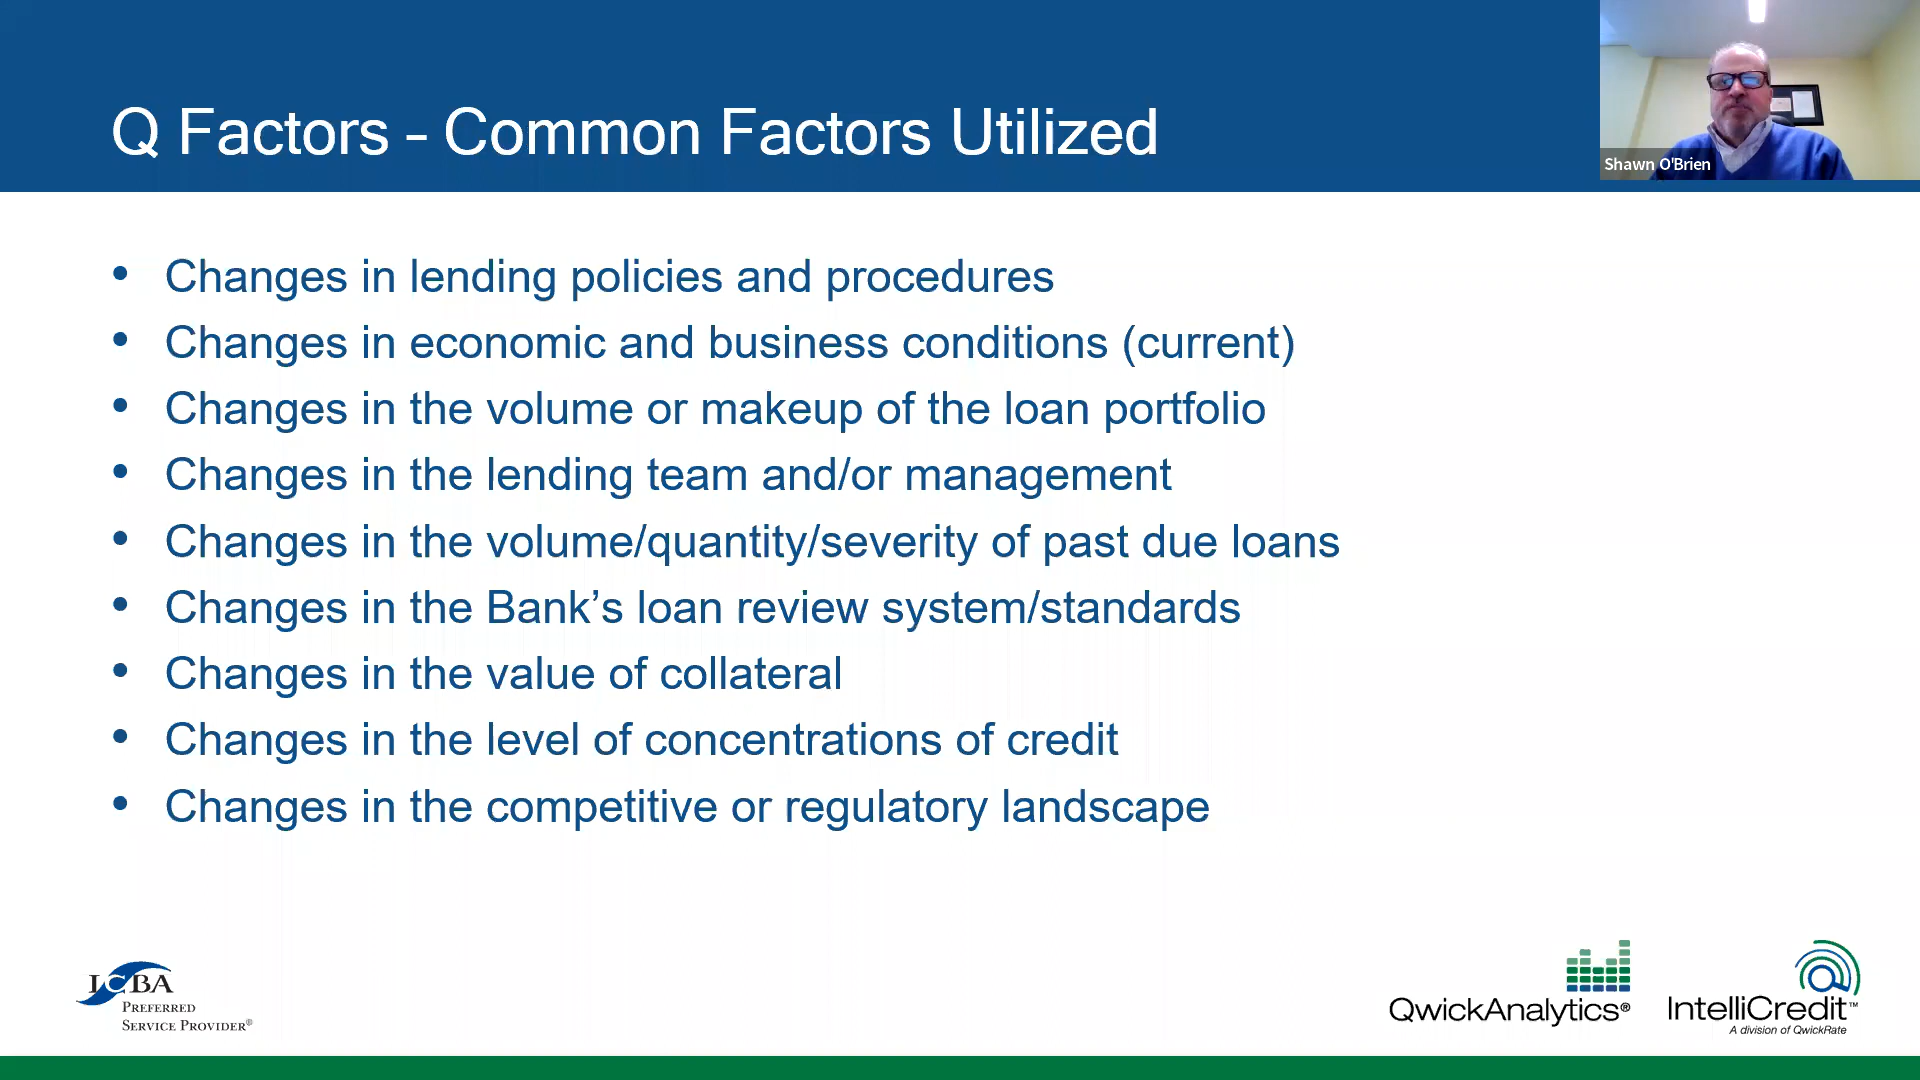 Q Factors – Common Factors Utilized
Shawn O'Brien
• Changes in lending policies and procedures
• Changes in economic and business conditions (current)
• Changes in the volume or makeup of the loan portfolio
• Changes in the lending team and/or management
• Changes in the volume/quantity/severity of past due loans
• Changes in the Bank’s loan review system/standards
• Changes in the value of collateral
• Changes in the level of concentrations of credit
• Changes in the competitive or regulatory landscape
ICBA
PREFERRED
SERVICE PROVIDER®
QwickAnalytics®
IntelliCredit™
A division of QwickRate